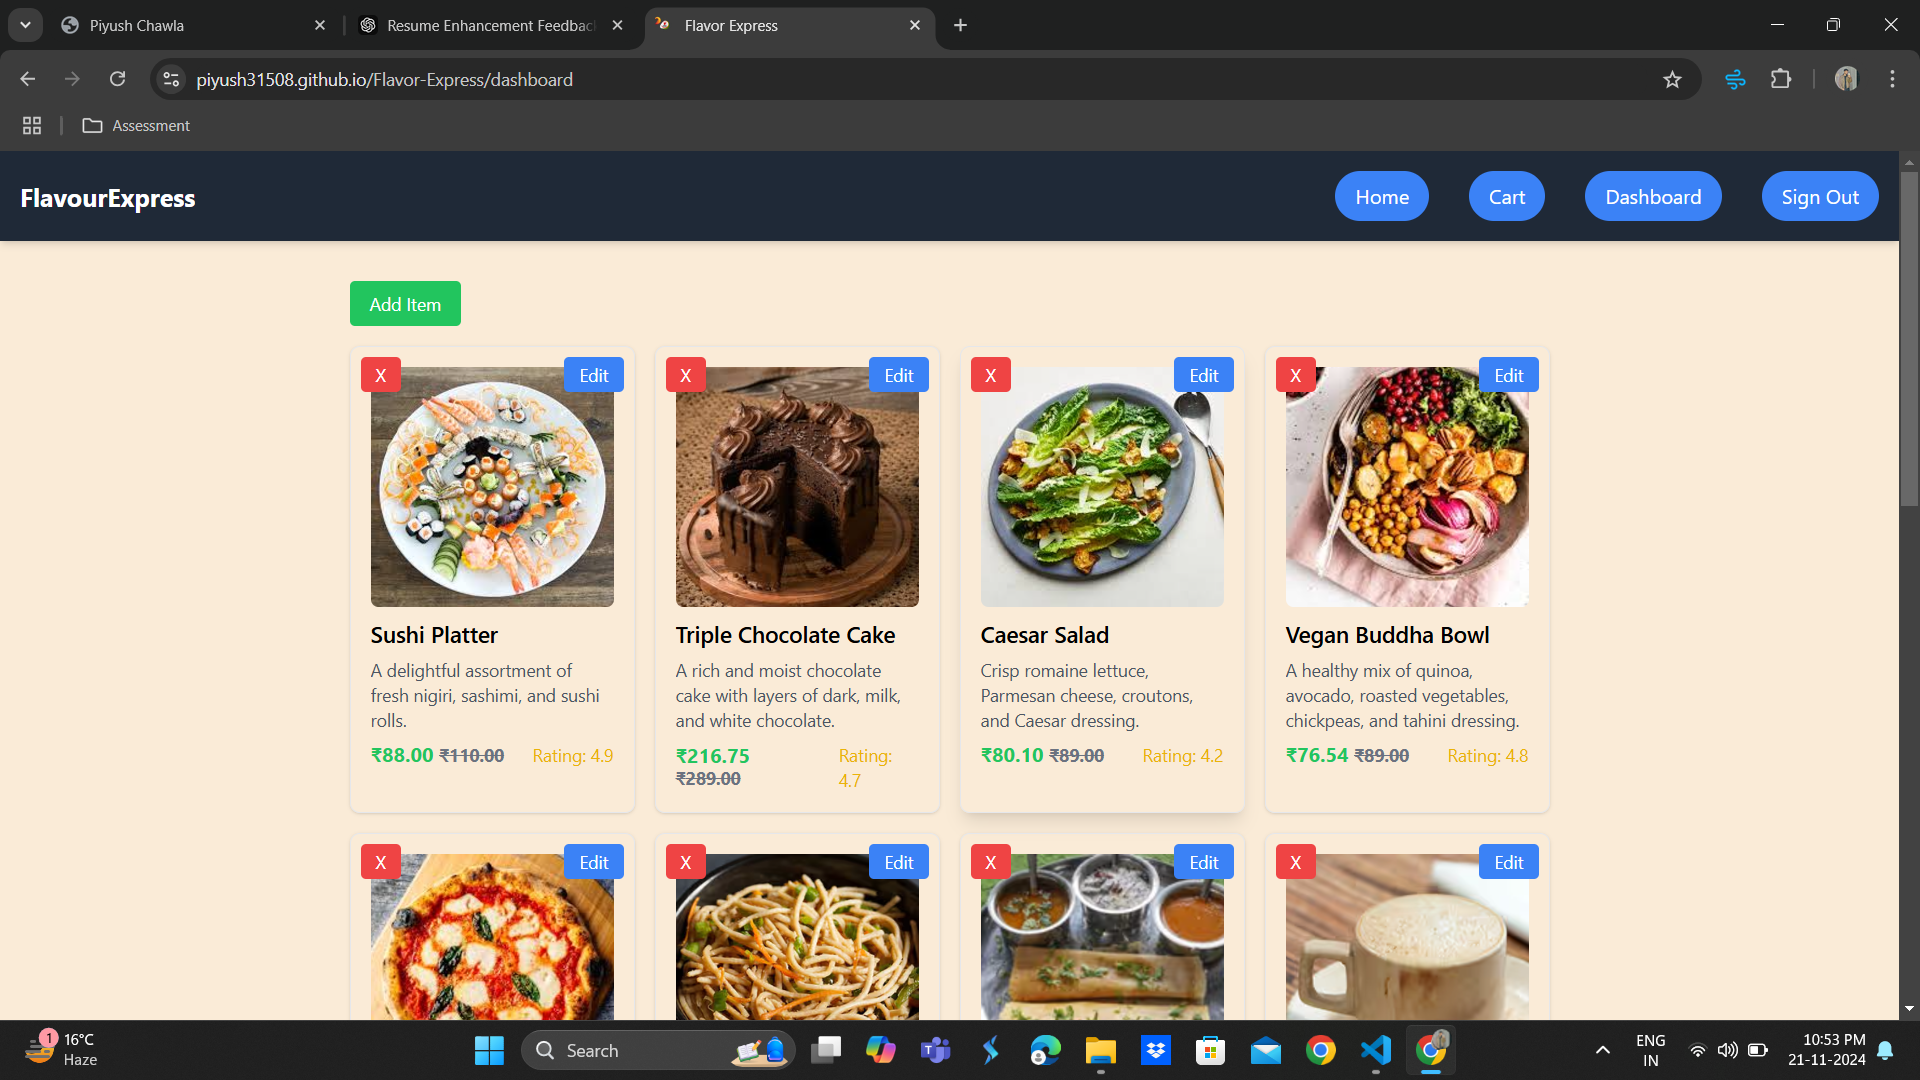 Piyush Chawla
Resume Enhancement Feedbac
Flavor Express
piyush31508.github.io/Flavor-Express/dashboard
Assessment
FlavourExpress
Home
Cart
Dashboard
Sign Out
Add Item
X
Edit
X
Edit
X
Edit
X
Edit
Sushi Platter
A delightful assortment of
fresh nigiri, sashimi, and sushi
rolls.
₹88.00 ₹110.00
Rating: 4.9
Triple Chocolate Cake
A rich and moist chocolate
cake with layers of dark, milk,
and white chocolate.
₹216.75
₹289.00
Rating:
4.7
Caesar Salad
Crisp romaine lettuce,
Parmesan cheese, croutons,
and Caesar dressing.
₹80.10 ₹89.00
Rating: 4.2
Vegan Buddha Bowl
A healthy mix of quinoa,
avocado, roasted vegetables,
chickpeas, and tahini dressing.
₹76.54 ₹89.00
Rating: 4.8
X
Edit
X
Edit
X
Edit
X
Edit
1
16°C
Haze
Search
ENG
IN
10:53 PM
21-11-2024